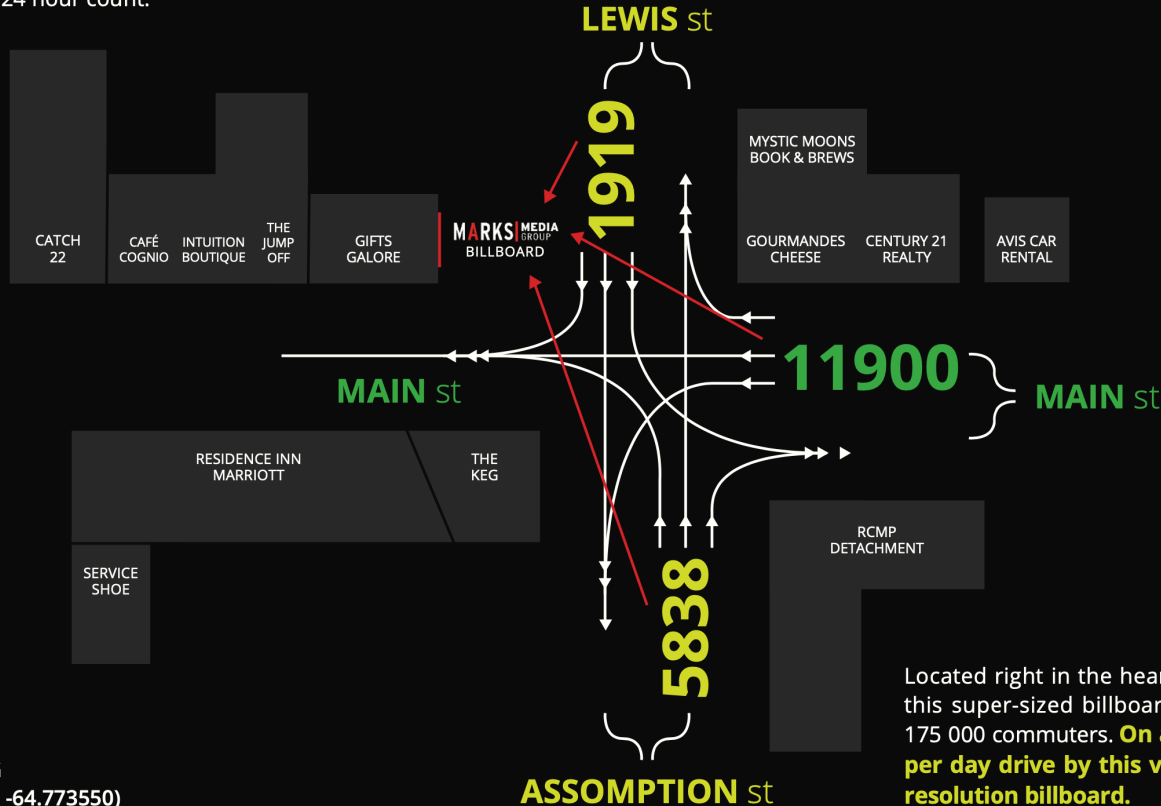 24 hour count.
LEWIS st
1919
MYSTIC MOONS
BOOK & BREWS
CATCH
22
CAFÉ
COGNIO
INTUITION
BOUTIQUE
THE
JUMP
OFF
GIFTS
GALORE
MARKS MEDIA
GROUP
BILLBOARD
GOURMANDES
CHEESE
CENTURY 21
REALTY
AVIS CAR
RENTAL
11900
MAIN st
MAIN st
RESIDENCE INN
MARRIOTT
THE
KEG
RCMP
DETACHMENT
SERVICE
SHOE
5838
ASSOMPTION st
-64.773550)
Located right in the hear
this super-sized billboar
175 000 commuters. On a
per day drive by this v
resolution billboard.